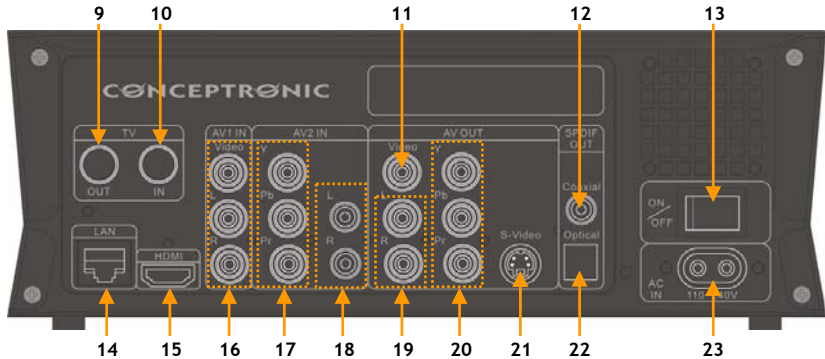 9 10 11 12 13
CONCEPTRONIC
TV AV1 IN AV2 IN AV OUT SPDIF OUT
Video Y Video Y
OUT IN L Pb L L Pb Coaxial ON/OFF
LAN HDMI R Pr R R Pr S-Video Optical
AC IN 110 240V
14 15 16 17 18 19 20 21 22 23